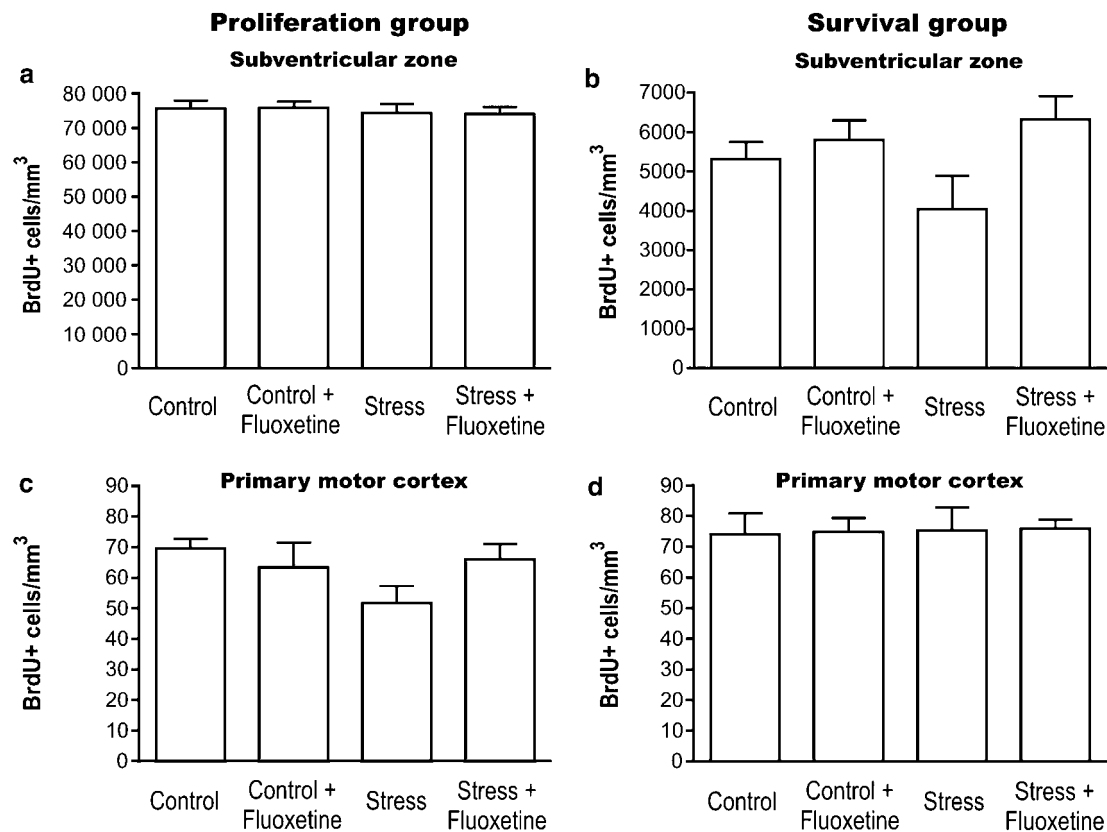 Proliferation group
Survival group
a
Subventricular zone
BrdU+ cells/mm³
80 000
70 000
60 000
50 000
40 000
30 000
20 000
10 000
0
Control
Control +
Fluoxetine
Stress
Stress +
Fluoxetine
b
Subventricular zone
BrdU+ cells/mm³
7000
6000
5000
4000
3000
2000
1000
0
Control
Control +
Fluoxetine
Stress
Stress +
Fluoxetine
c
Primary motor cortex
BrdU+ cells/mm³
90
80
70
60
50
40
30
20
10
0
Control
Control +
Fluoxetine
Stress
Stress +
Fluoxetine
d
Primary motor cortex
BrdU+ cells/mm³
90
80
70
60
50
40
30
20
10
0
Control
Control +
Fluoxetine
Stress
Stress +
Fluoxetine